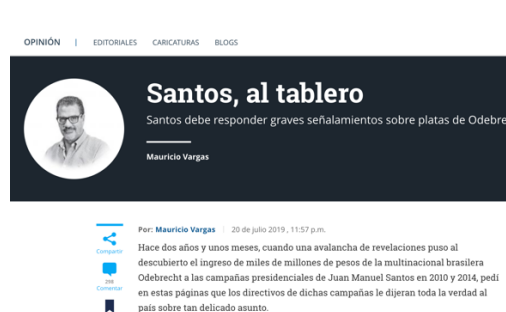 OPINIÓN | EDITORIALES CARICATURAS BLOGS
Santos, al tablero
Santos debe responder graves señalamientos sobre platas de Odebre
Mauricio Vargas
Por: Mauricio Vargas | 20 de julio 2019 , 11:57 p.m.
Compartir
Hace dos años y unos meses, cuando una avalancha de revelaciones puso al
descubierto el ingreso de miles de millones de pesos de la multinacional brasilera
298
Comentar
Odebrecht a las campañas presidenciales de Juan Manuel Santos en 2010 y 2014, pedí
en estas páginas que los directivos de dichas campañas le dijeran toda la verdad al
país sobre tan delicado asunto.